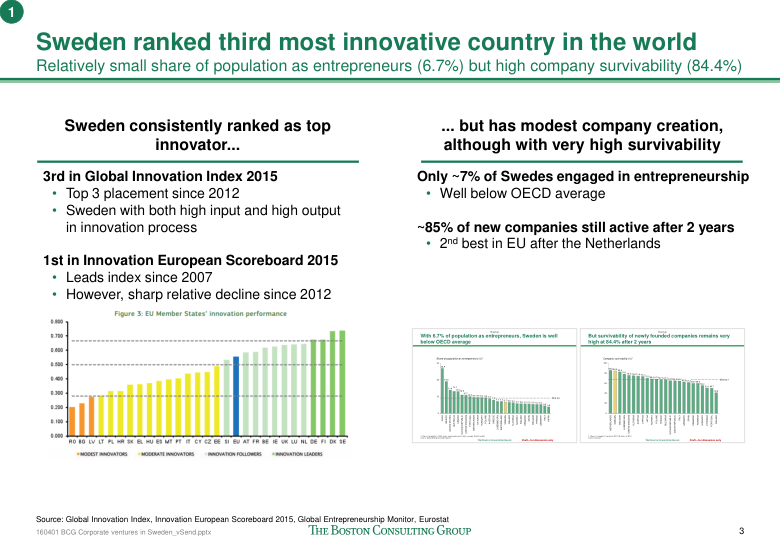 1
Sweden ranked third most innovative country in the world
Relatively small share of population as entrepreneurs (6.7%) but high company survivability (84.4%)
Sweden consistently ranked as top
innovator...
3rd in Global Innovation Index 2015
• Top 3 placement since 2012
• Sweden with both high input and high output
in innovation process
1st in Innovation European Scoreboard 2015
• Leads index since 2007
• However, sharp relative decline since 2012
Figure 3: EU Member States' innovation performance
0.800
0.700
0.600
0.500
0.400
0.300
0.200
0.100
0.000
RO BG LV LT PL HR SK EL HU ES MT PT IT CY CZ EE SI EU AT FR BE IE UK LU NL DE FI DK SE
MODEST INNOVATORS MODERATE INNOVATORS INNOVATION FOLLOWERS INNOVATION LEADERS
... but has modest company creation,
although with very high survivability
Only ~7% of Swedes engaged in entrepreneurship
• Well below OECD average
~85% of new companies still active after 2 years
• 2nd best in EU after the Netherlands
With 6.7% of population as entrepreneurs, Sweden is well
below OECD average
But survivability of newly founded companies remains very
high at 84.4% after 2 years
Source: Global Innovation Index, Innovation European Scoreboard 2015, Global Entrepreneurship Monitor, Eurostat
160401 BCG Corporate ventures in Sweden_vSend.pptx
THE BOSTON CONSULTING GROUP
3